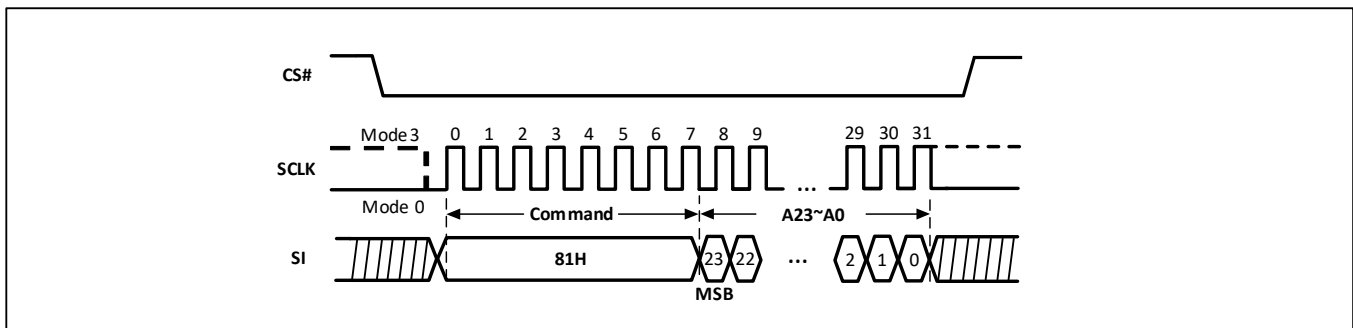 CS#
Mode 3 0 1 2 3 4 5 6 7 8 9 29 30 31
SCLK ...
Mode 0 Command A23~A0
SI 81H 23 22 ... 2 1 0
MSB